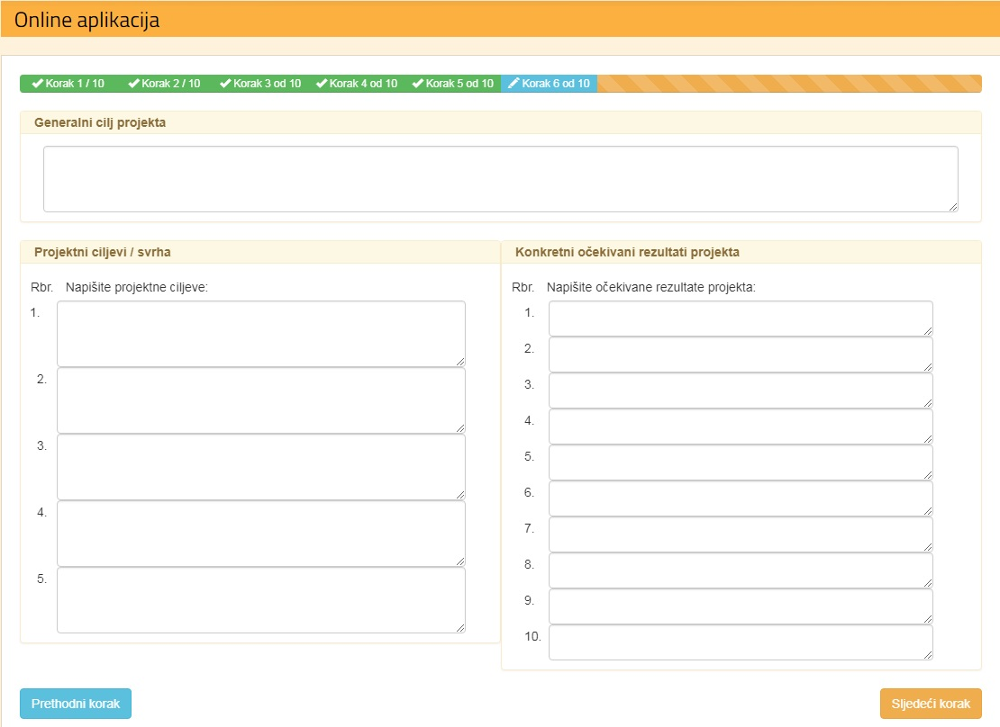 Online aplikacija
Korak 1 / 10 Korak 2 / 10 Korak 3 od 10 Korak 4 od 10 Korak 5 od 10 Korak 6 od 10
Generalni cilj projekta
Projektni ciljevi / svrha
Rbr. Napišite projektne ciljeve:
1.
2.
3.
4.
5.
Konkretni očekivani rezultati projekta
Rbr. Napišite očekivane rezultate projekta:
1.
2.
3.
4.
5.
6.
7.
8.
9.
10.
Prethodni korak
Sljedeći korak